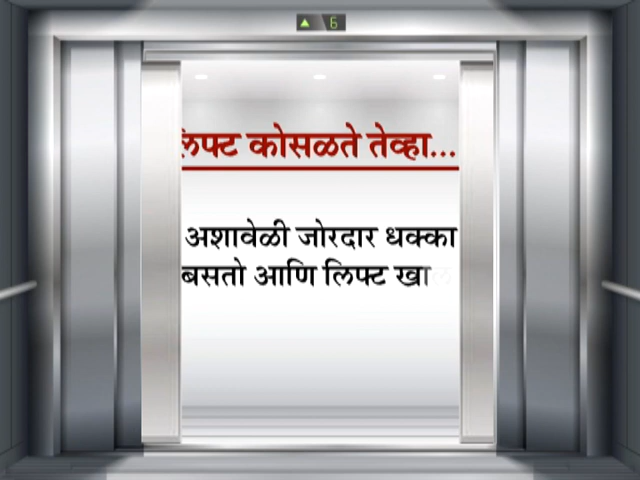 6
लिफ्ट कोसळते तेव्हा...
अशावेळी जोरदार धक्का
बसतो आणि लिफ्ट